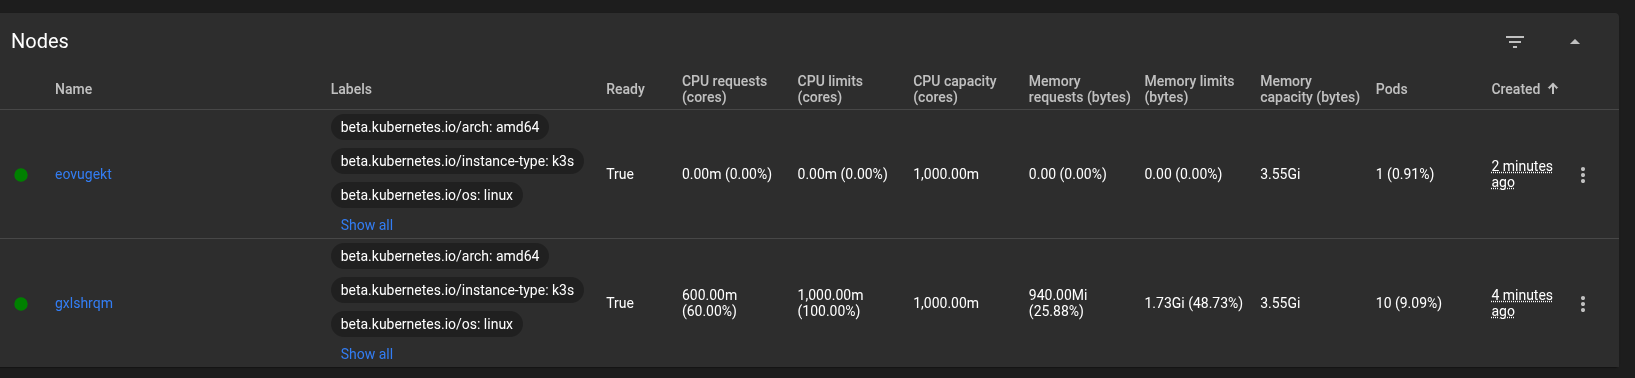 Nodes
Name Labels Ready CPU requests (cores) CPU limits (cores) CPU capacity (cores) Memory requests (bytes) Memory limits (bytes) Memory capacity (bytes) Pods Created
beta.kubernetes.io/arch: amd64
beta.kubernetes.io/instance-type: k3s
eovugekt True 0.00m (0.00%) 0.00m (0.00%) 1,000.00m 0.00 (0.00%) 0.00 (0.00%) 3.55Gi 1 (0.91%) 2 minutes ago
beta.kubernetes.io/os: linux
Show all
beta.kubernetes.io/arch: amd64
beta.kubernetes.io/instance-type: k3s
gxlshrqm True 600.00m (60.00%) 1,000.00m (100.00%) 1,000.00m 940.00Mi (25.88%) 1.73Gi (48.73%) 3.55Gi 10 (9.09%) 4 minutes ago
beta.kubernetes.io/os: linux
Show all